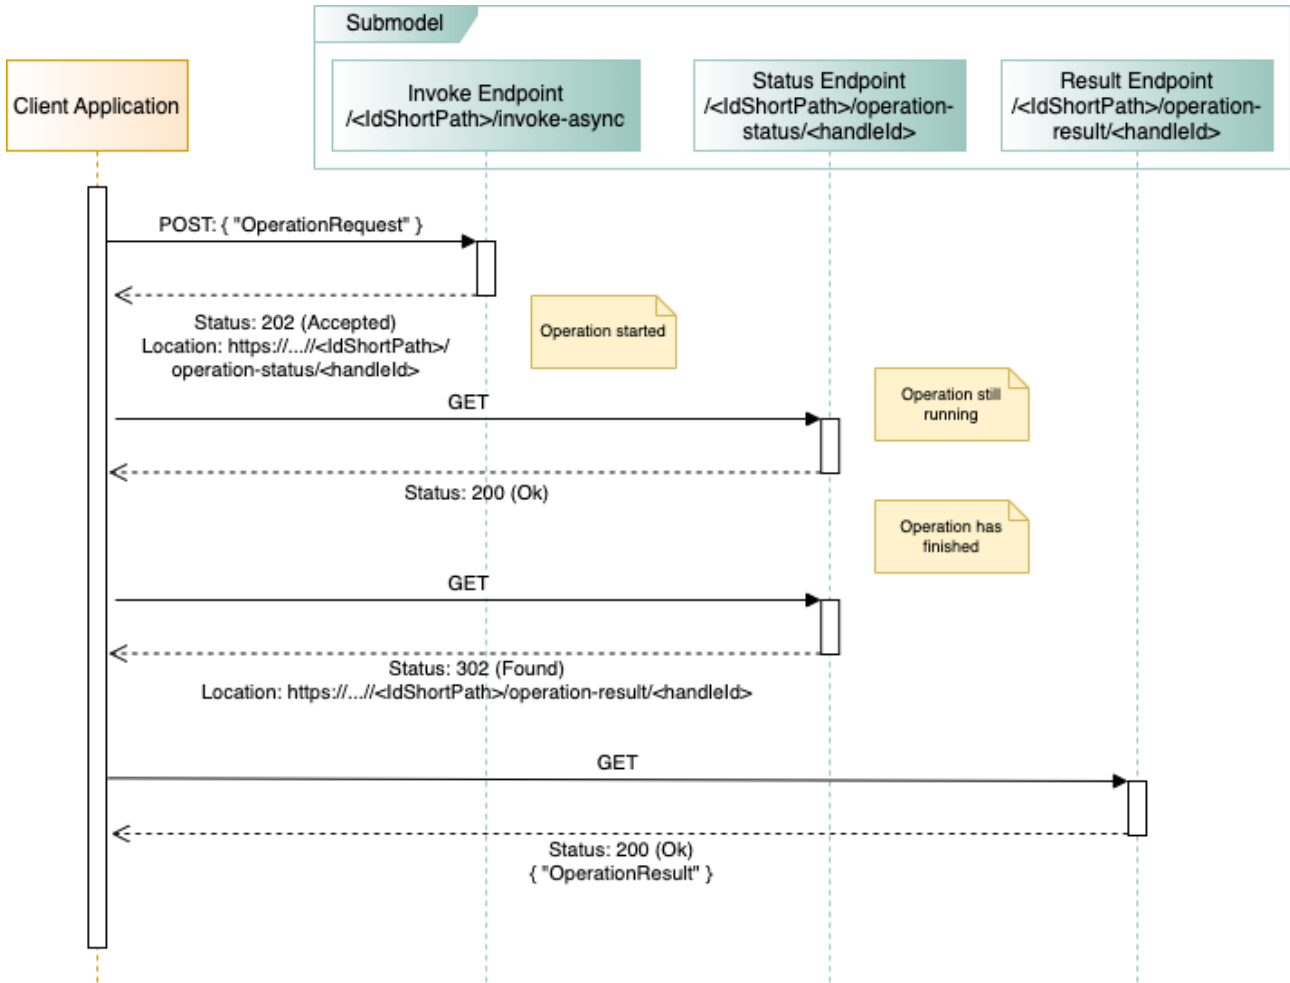 Submodel
Client Application
Invoke Endpoint
/<IdShortPath>/invoke-async
Status Endpoint
/<IdShortPath>/operation-
status/<handleId>
Result Endpoint
/<IdShortPath>/operation-
result/<handleId>
POST: { "OperationRequest" }
Status: 202 (Accepted)
Location: https://...//<IdShortPath>/
operation-status/<handleId>
Operation started
GET
Operation still
running
Status: 200 (Ok)
Operation has
finished
GET
Status: 302 (Found)
Location: https://...//<IdShortPath>/operation-result/<handleId>
GET
Status: 200 (Ok)
{ "OperationResult" }